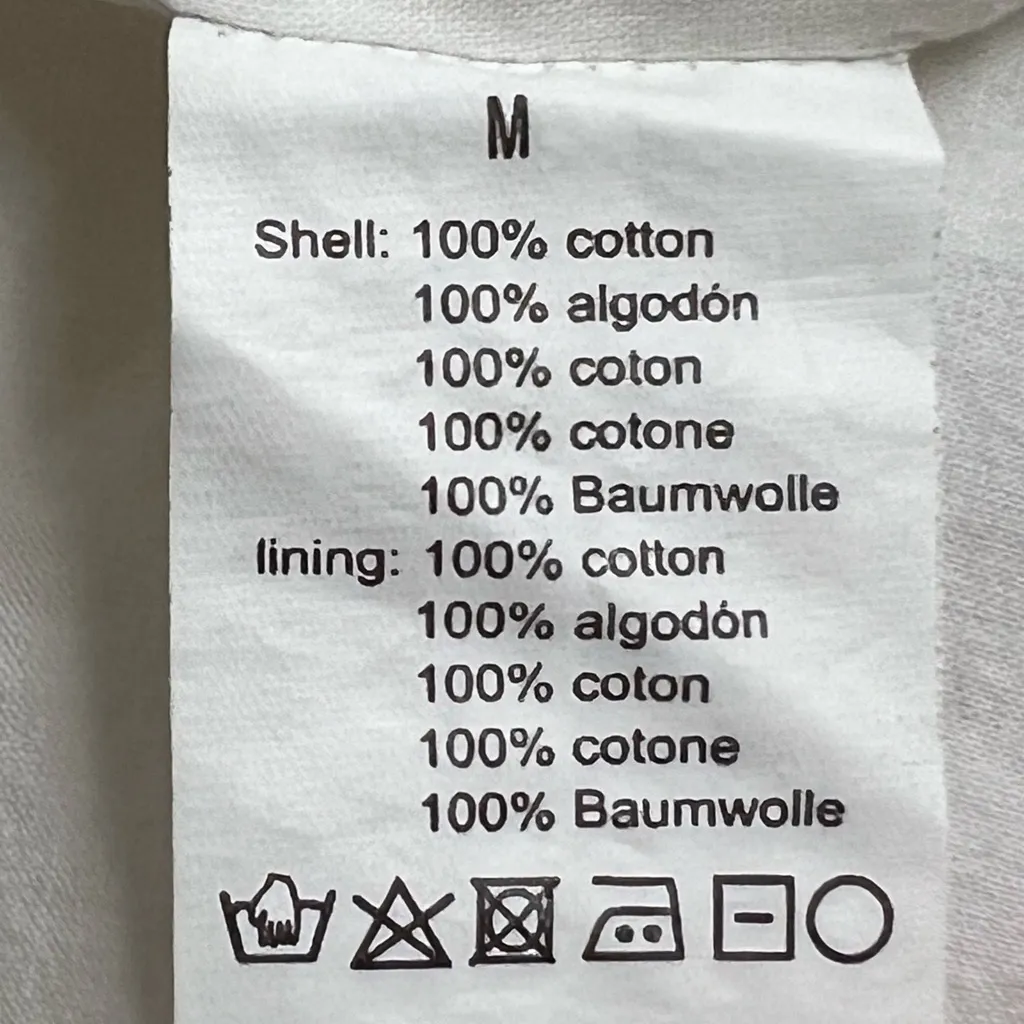 M
Shell: 100% cotton
100% algodón
100% coton
100% cotone
100% Baumwolle
lining: 100% cotton
100% algodón
100% coton
100% cotone
100% Baumwolle